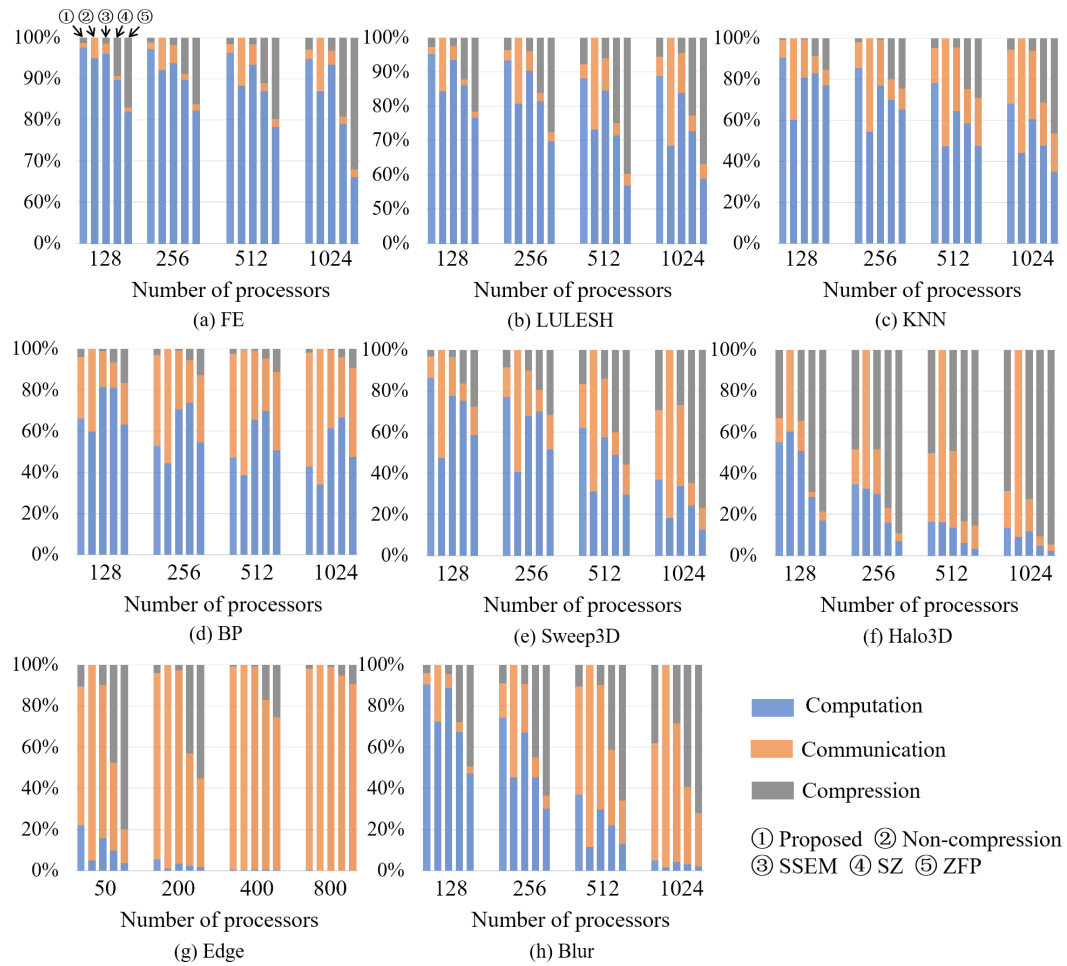 ① ② ③ ④ ⑤
100% 90% 80% 70% 60% 0%
128 256 512 1024
Number of processors
(a) FE
100% 90% 80% 70% 60% 50% 0%
128 256 512 1024
Number of processors
(b) LULESH
100% 80% 60% 40% 20% 0%
128 256 512 1024
Number of processors
(c) KNN
100% 80% 60% 40% 20% 0%
128 256 512 1024
Number of processors
(d) BP
100% 80% 60% 40% 20% 0%
128 256 512 1024
Number of processors
(e) Sweep3D
100% 80% 60% 40% 20% 0%
128 256 512 1024
Number of processors
(f) Halo3D
100% 80% 60% 40% 20% 0%
50 200 400 800
Number of processors
(g) Edge
100% 80% 60% 40% 20% 0%
128 256 512 1024
Number of processors
(h) Blur
Computation
Communication
Compression
① Proposed ② Non-compression
③ SSEM ④ SZ ⑤ ZFP